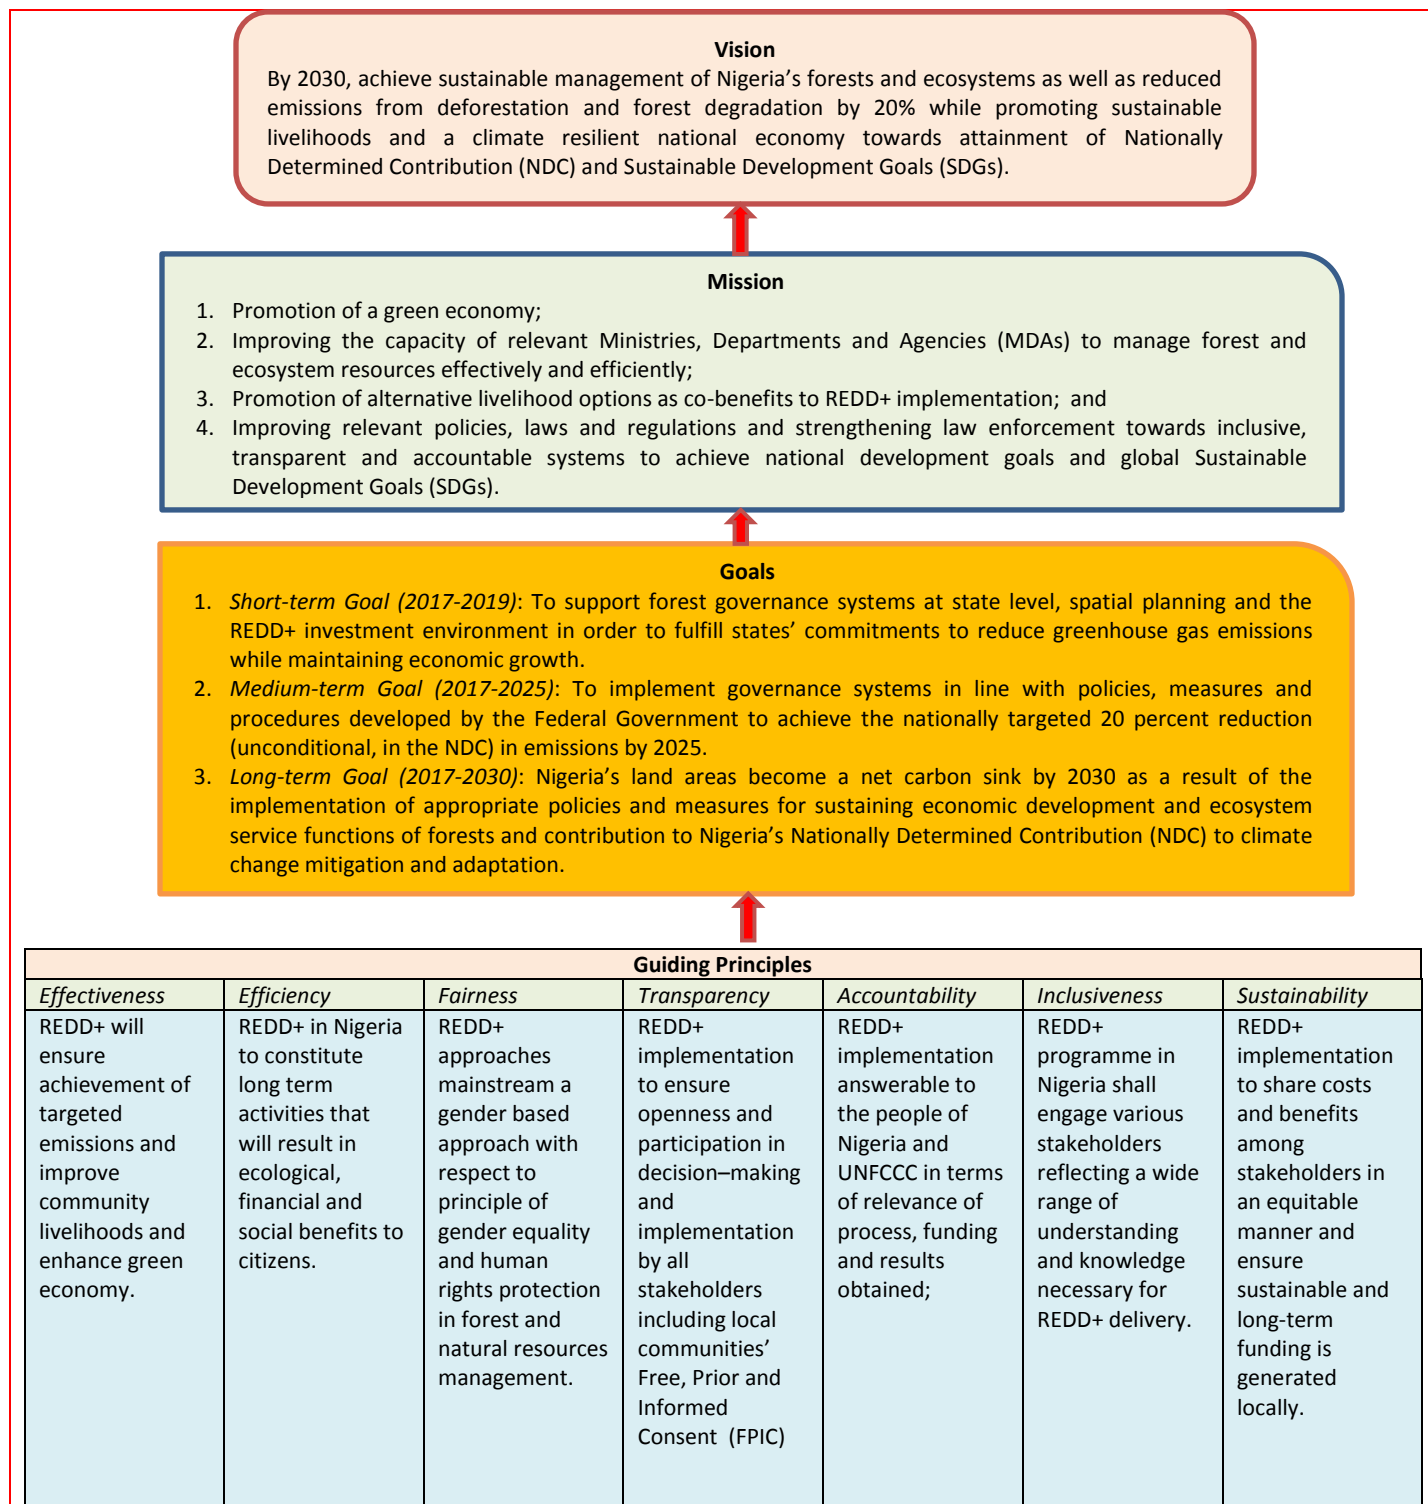 Vision
By 2030, achieve sustainable management of Nigeria’s forests and ecosystems as well as reduced
emissions from deforestation and forest degradation by 20% while promoting sustainable
livelihoods and a climate resilient national economy towards attainment of Nationally
Determined Contribution (NDC) and Sustainable Development Goals (SDGs).
Mission
1. Promotion of a green economy;
2. Improving the capacity of relevant Ministries, Departments and Agencies (MDAs) to manage forest and
ecosystem resources effectively and efficiently;
3. Promotion of alternative livelihood options as co-benefits to REDD+ implementation; and
4. Improving relevant policies, laws and regulations and strengthening law enforcement towards inclusive,
transparent and accountable systems to achieve national development goals and global Sustainable
Development Goals (SDGs).
Goals
1. Short-term Goal (2017-2019): To support forest governance systems at state level, spatial planning and the
REDD+ investment environment in order to fulfill states’ commitments to reduce greenhouse gas emissions
while maintaining economic growth.
2. Medium-term Goal (2017-2025): To implement governance systems in line with policies, measures and
procedures developed by the Federal Government to achieve the nationally targeted 20 percent reduction
(unconditional, in the NDC) in emissions by 2025.
3. Long-term Goal (2017-2030): Nigeria’s land areas become a net carbon sink by 2030 as a result of the
implementation of appropriate policies and measures for sustaining economic development and ecosystem
service functions of forests and contribution to Nigeria’s Nationally Determined Contribution (NDC) to climate
change mitigation and adaptation.
Guiding Principles
Effectiveness
REDD+ will
ensure
achievement of
targeted
emissions and
improve
community
livelihoods and
enhance green
economy.
Efficiency
REDD+ in Nigeria
to constitute
long term
activities that
will result in
ecological,
financial and
social benefits to
citizens.
Fairness
REDD+
approaches
mainstream a
gender based
approach with
respect to
principle of
gender equality
and human
rights protection
in forest and
natural resources
management.
Transparency
REDD+
implementation
to ensure
openness and
participation in
decision–making
and
implementation
by all
stakeholders
including local
communities’
Free, Prior and
Informed
Consent (FPIC)
Accountability
REDD+
implementation
answerable to
the people of
Nigeria and
UNFCCC in terms
of relevance of
process, funding
and results
obtained;
Inclusiveness
REDD+
programme in
Nigeria shall
engage various
stakeholders
reflecting a wide
range of
understanding
and knowledge
necessary for
REDD+ delivery.
Sustainability
REDD+
implementation
to share costs
and benefits
among
stakeholders in
an equitable
manner and
ensure
sustainable and
long-term
funding is
generated
locally.